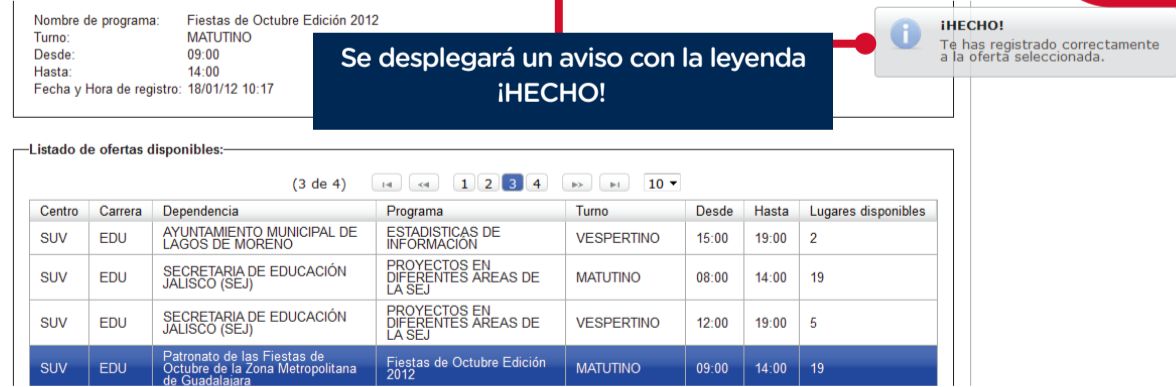 Nombre de programa: Fiestas de Octubre Edición 2012
Turno: MATUTINO
Desde: 09:00
Hasta: 14:00
Fecha y Hora de registro: 18/01/12 10:17
Se desplegará un aviso con la leyenda
¡HECHO!
¡HECHO!
Te has registrado correctamente
a la oferta seleccionada.
Listado de ofertas disponibles:
(3 de 4) 1 2 3 4 10
Centro Carrera Dependencia Programa Turno Desde Hasta Lugares disponibles
SUV EDU AYUNTAMIENTO MUNICIPAL DE ESTADISTICAS DE VESPERTINO 15:00 19:00 2
LAGOS DE MORENO INFORMACIÓN
SUV EDU SECRETARIA DE EDUCACIÓN PROYECTOS EN MATUTINO 08:00 14:00 19
JALISCO (SEJ) DIFERENTES AREAS DE
LA SEJ
SUV EDU SECRETARIA DE EDUCACIÓN PROYECTOS EN VESPERTINO 12:00 19:00 5
JALISCO (SEJ) DIFERENTES AREAS DE
LA SEJ
SUV EDU Patronato de las Fiestas de Fiestas de Octubre Edición MATUTINO 09:00 14:00 19
Octubre de la Zona Metropolitana 2012
de Guadalajara